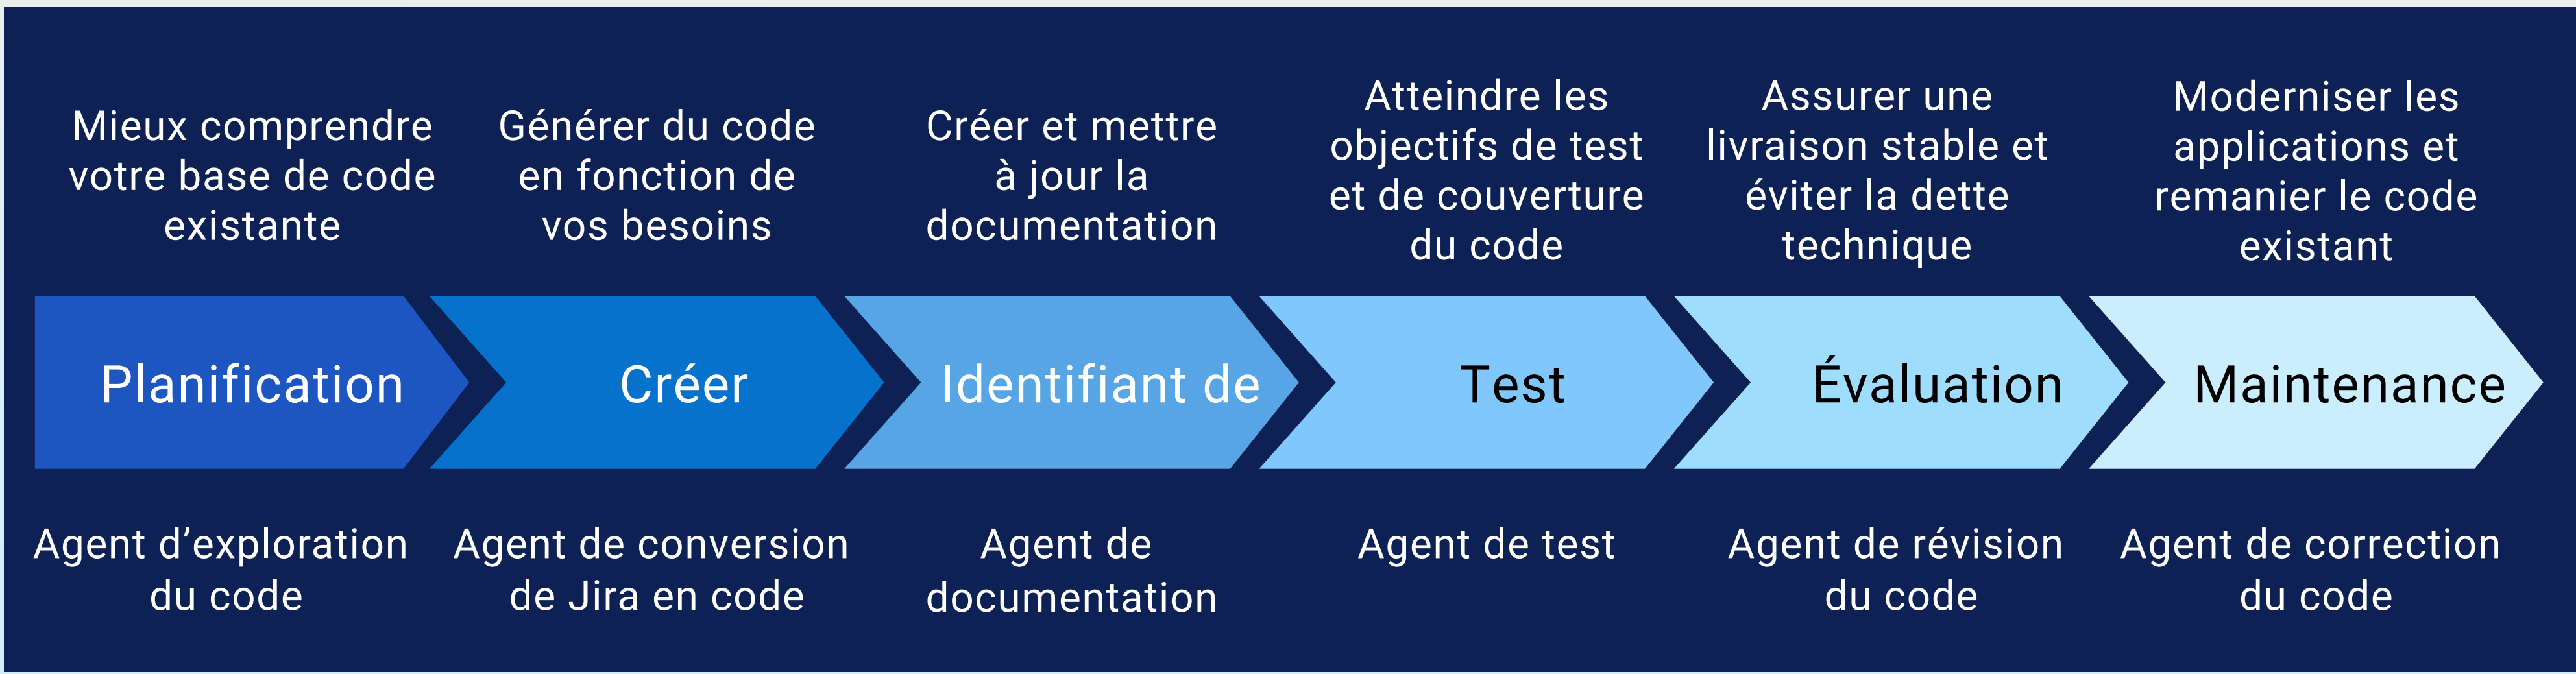 Mieux comprendre
votre base de code
existante
Générer du code
en fonction de
vos besoins
Créer et mettre
à jour la
documentation
Atteindre les
objectifs de test
et de couverture
du code
Assurer une
livraison stable et
éviter la dette
technique
Moderniser les
applications et
remanier le code
existant
Planification
Créer
Identifiant de
Test
Évaluation
Maintenance
Agent d’exploration
du code
Agent de conversion
de Jira en code
Agent de
documentation
Agent de test
Agent de révision
du code
Agent de correction
du code